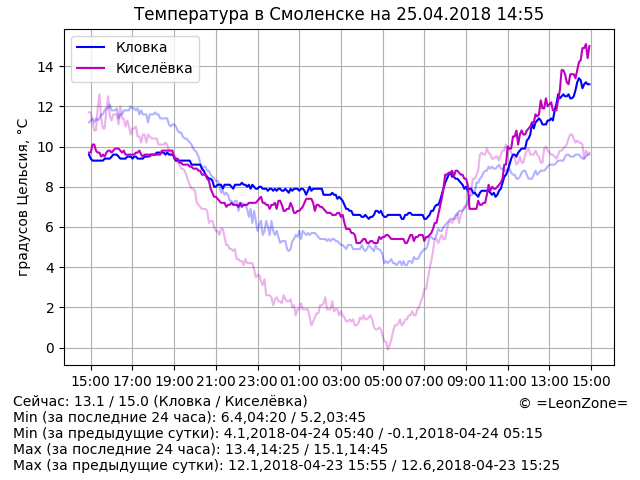 Температура в Смоленске на 25.04.2018 14:55
Кловка
Киселёвка
градусов Цельсия, °C
14
12
10
8
6
4
2
0
15:00 17:00 19:00 21:00 23:00 01:00 03:00 05:00 07:00 09:00 11:00 13:00 15:00
Сейчас: 13.1 / 15.0 (Кловка / Киселёвка)
© =LeonZone=
Min (за последние 24 часа): 6.4,04:20 / 5.2,03:45
Min (за предыдущие сутки): 4.1,2018-04-24 05:40 / -0.1,2018-04-24 05:15
Max (за последние 24 часа): 13.4,14:25 / 15.1,14:45
Max (за предыдущие сутки): 12.1,2018-04-23 15:55 / 12.6,2018-04-23 15:25